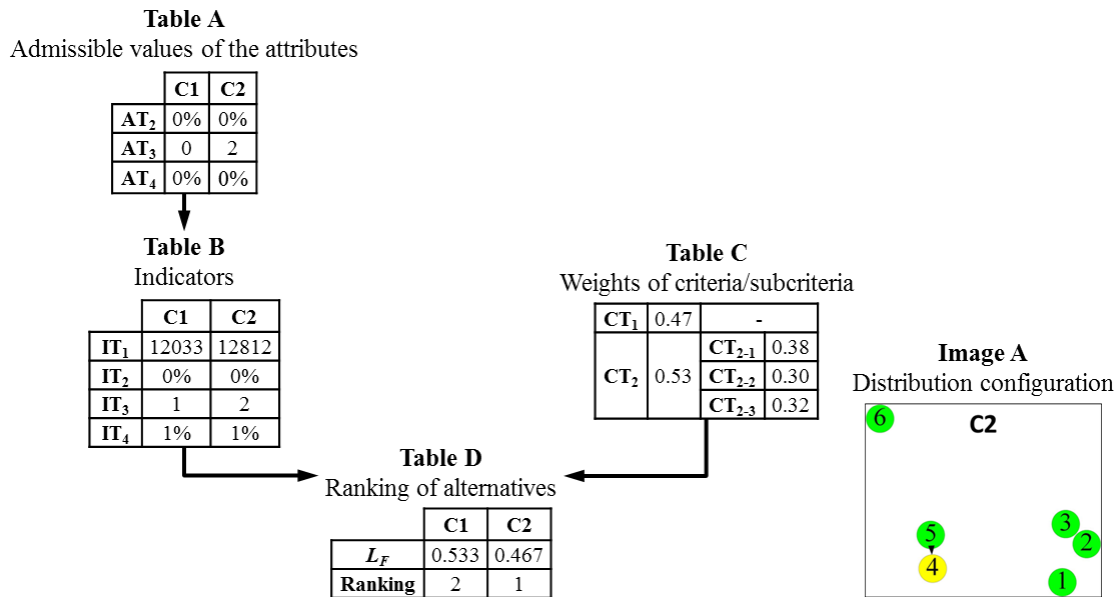 Table A
Admissible values of the attributes
C1 C2
AT₂ 0% 0%
AT₃ 0 2
AT₄ 0% 0%
Table B
Indicators
C1 C2
IT₁ 12033 12812
IT₂ 0% 0%
IT₃ 1 2
IT₄ 1% 1%
Table C
Weights of criteria/subcriteria
CT₁ 0.47 -
CT₂ 0.53
CT₂₋₁ 0.38
CT₂₋₂ 0.30
CT₂₋₃ 0.32
Table D
Ranking of alternatives
C1 C2
L_F 0.533 0.467
Ranking 2 1
Image A
Distribution configuration
C2
6
3
5
2
4
1